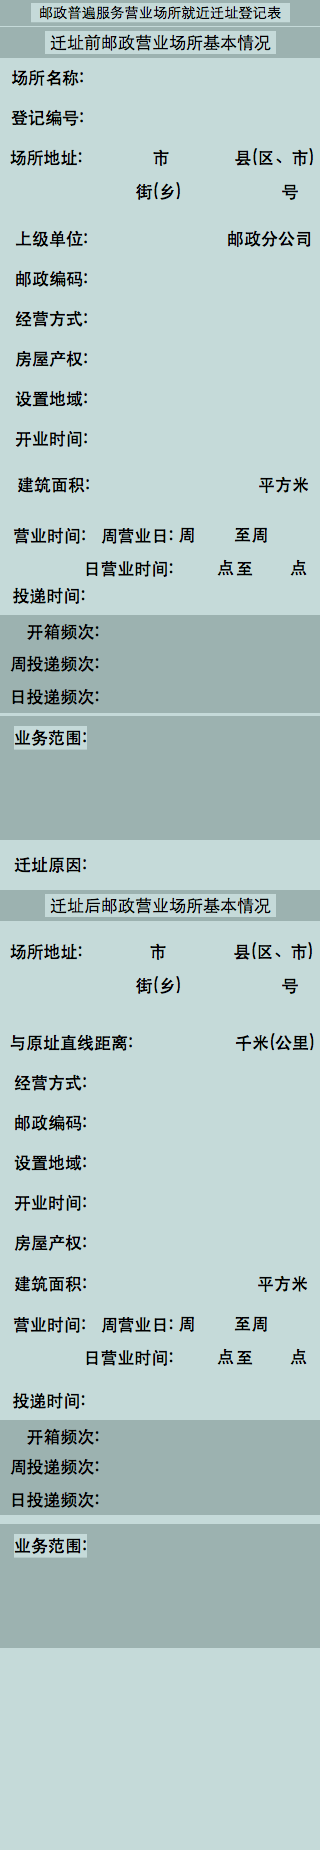 邮政普遍服务营业场所就近迁址登记表
迁址前邮政营业场所基本情况
场所名称:
登记编号:
场所地址: 市 县(区、市)
街(乡) 号
上级单位: 邮政分公司
邮政编码:
经营方式:
房屋产权:
设置地域:
开业时间:
建筑面积: 平方米
营业时间: 周营业日: 周 至周
日营业时间: 点至 点
投递时间:
开箱频次:
周投递频次:
日投递频次:
业务范围:
迁址原因:
迁址后邮政营业场所基本情况
场所地址: 市 县(区、市)
街(乡) 号
与原址直线距离: 千米(公里)
经营方式:
邮政编码:
设置地域:
开业时间:
房屋产权:
建筑面积: 平方米
营业时间: 周营业日: 周 至周
日营业时间: 点至 点
投递时间:
开箱频次:
周投递频次:
日投递频次:
业务范围: